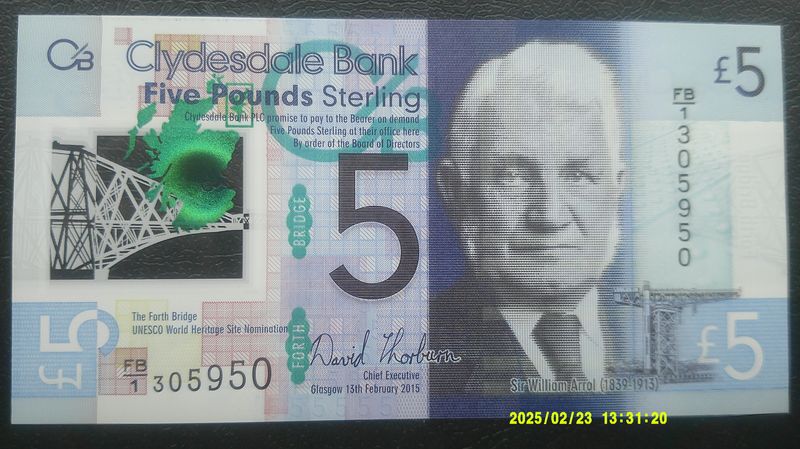 CB
Clydesdale Bank
Five Pounds Sterling
Clydesdale Bank PLC promise to pay to the Bearer on demand
Five Pounds Sterling at their office here
By order of the Board of Directors
£5
FB/1 305950
5
FORTH BRIDGE
The Forth Bridge
UNESCO World Heritage Site Nomination
£5
FB/1 305950
David Thorburn
Chief Executive
Glasgow 13th February 2015
£5
Sir William Arrol (1839-1913)
2025/02/23 13:31:20